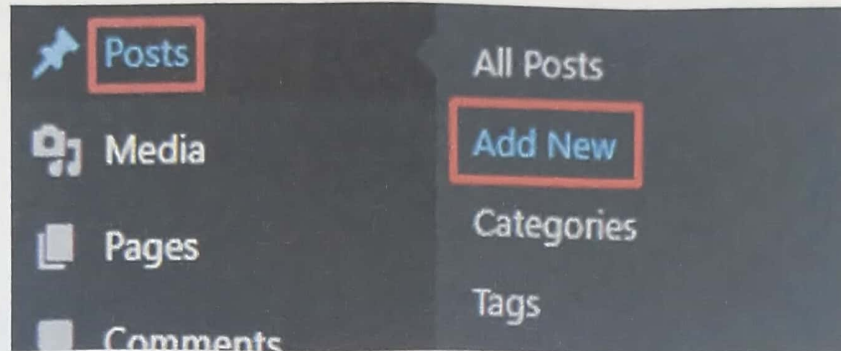 Posts
Media
Pages
Comments
All Posts
Add New
Categories
Tags